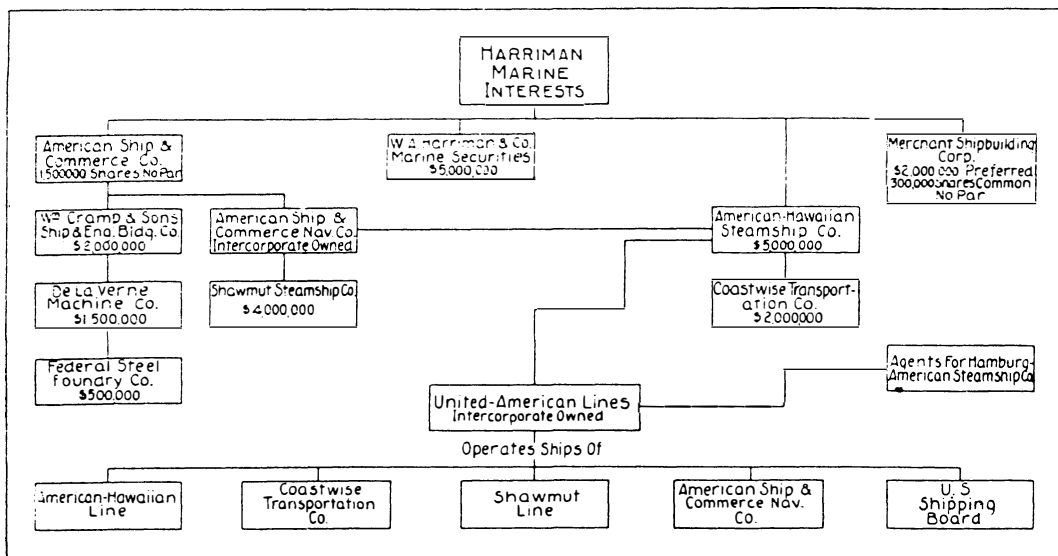 HARRIMAN
MARINE
INTERESTS
American Ship &
Commerce Co.
1,500,000 Shares No Par
W.A. Harriman & Co.
Marine Securities
$5,000,000
Merchant Shipbuilding
Corp.
$2,000,000 Preferred
300,000 Shares Common
No Par
Wm Cramp & Sons
Ship & Eng. Bldg. Co.
$2,000,000
American Ship &
Commerce Nav. Co.
Intercorporate Owned
American-Hawaiian
Steamship Co.
$5,000,000
De La Verne
Machine Co.
$1,500,000
Shawmut Steamship Co.
$4,000,000
Coastwise Transport-
ation Co.
$2,000,000
Federal Steel
Foundry Co.
$500,000
Agents For Hamburg-
American Steamship Co.
United-American Lines
Intercorporate Owned
Operates Ships Of
American-Hawaiian
Line
Coastwise
Transportation
Co.
Shawmut
Line
American Ship &
Commerce Nav.
Co.
U. S
Shipping
Board